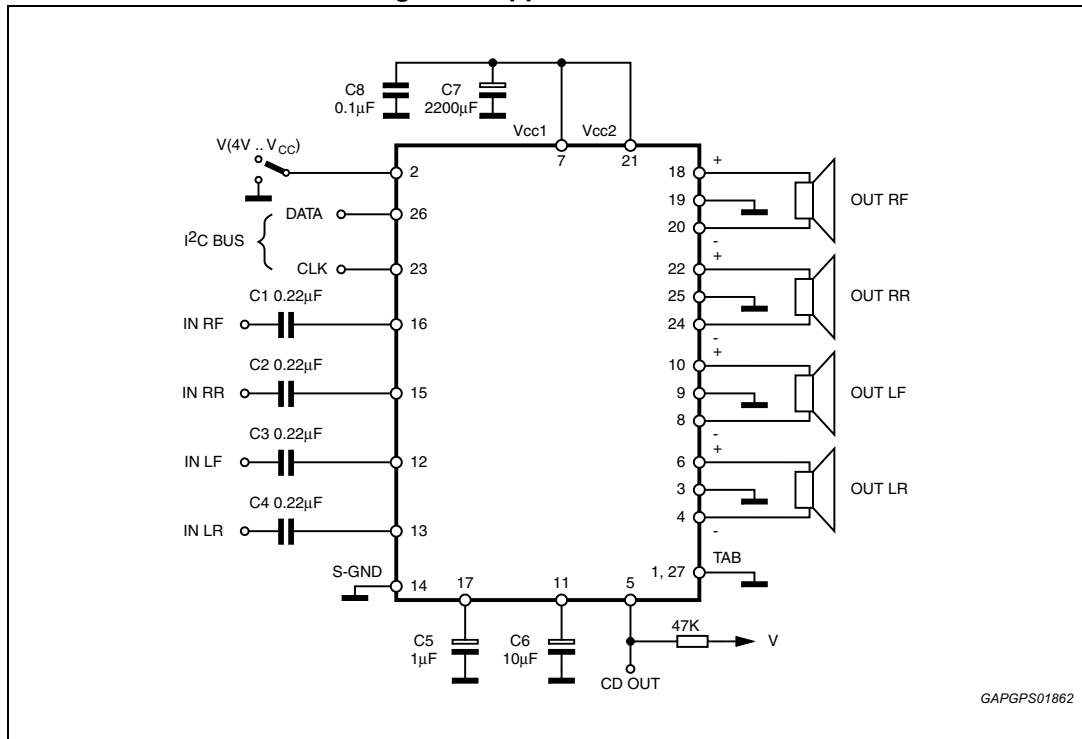 C8
0.1µF
C7
2200µF
Vcc1
Vcc2
7
21
V(4V .. VCC)
2
I2C BUS
DATA
26
CLK
23
C1 0.22µF
IN RF
16
C2 0.22µF
IN RR
15
C3 0.22µF
IN LF
12
C4 0.22µF
IN LR
13
S-GND
14
17
11
5
C5
1µF
C6
10µF
CD OUT
47K
V
18
+
19
OUT RF
20
-
+
22
25
OUT RR
24
-
+
10
9
OUT LF
8
-
+
6
3
OUT LR
4
-
1, 27
TAB
GAPGPS01862